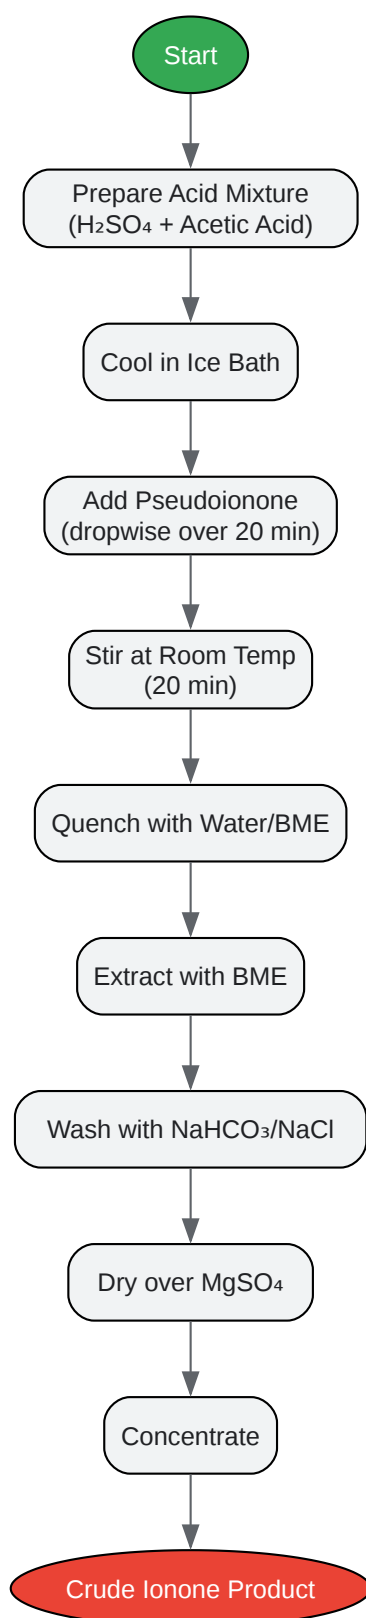 Start
Prepare Acid Mixture
(H₂SO₄ + Acetic Acid)
Cool in Ice Bath
Add Pseudoionone
(dropwise over 20 min)
Stir at Room Temp
(20 min)
Quench with Water/BME
Extract with BME
Wash with NaHCO₃/NaCl
Dry over MgSO₄
Concentrate
Crude Ionone Product